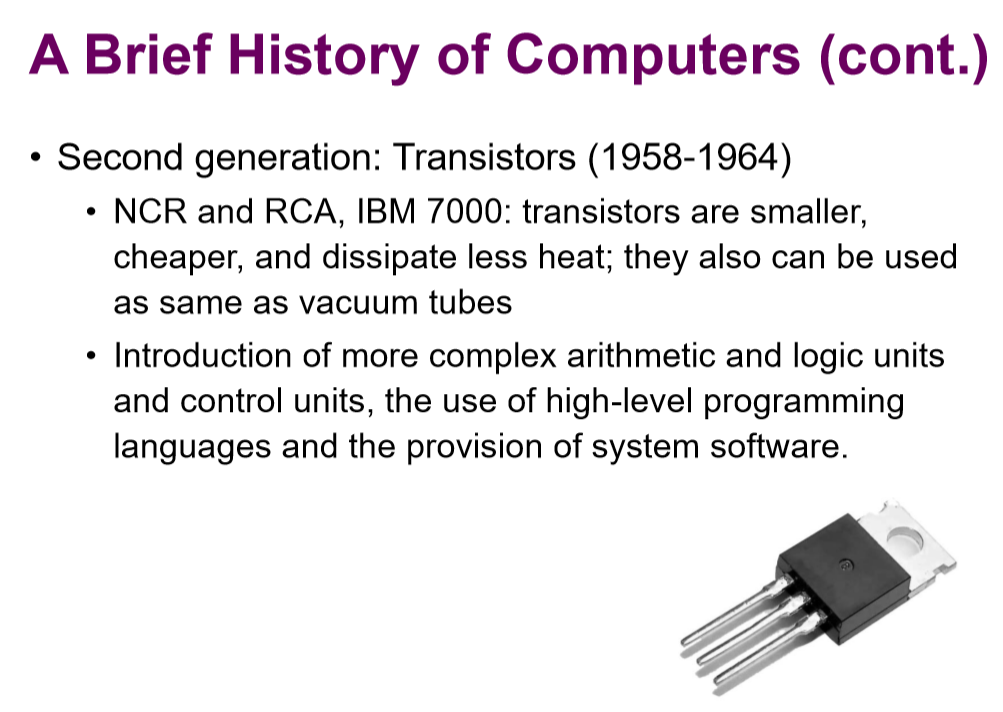 A Brief History of Computers (cont.)
• Second generation: Transistors (1958-1964)
• NCR and RCA, IBM 7000: transistors are smaller,
cheaper, and dissipate less heat; they also can be used
as same as vacuum tubes
• Introduction of more complex arithmetic and logic units
and control units, the use of high-level programming
languages and the provision of system software.